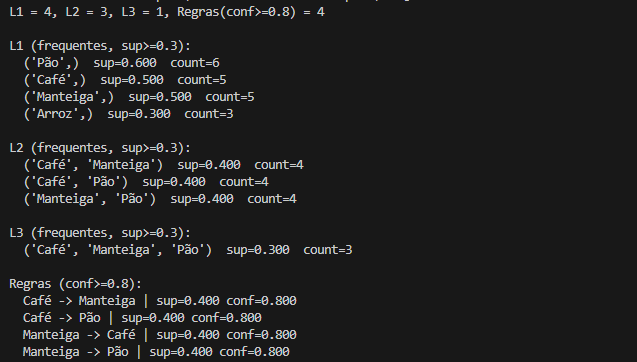 L1 = 4, L2 = 3, L3 = 1, Regras(conf>=0.8) = 4
L1 (frequentes, sup>=0.3):
('Pão',) sup=0.600 count=6
('Café',) sup=0.500 count=5
('Manteiga',) sup=0.500 count=5
('Arroz',) sup=0.300 count=3
L2 (frequentes, sup>=0.3):
('Café', 'Manteiga') sup=0.400 count=4
('Café', 'Pão') sup=0.400 count=4
('Manteiga', 'Pão') sup=0.400 count=4
L3 (frequentes, sup>=0.3):
('Café', 'Manteiga', 'Pão') sup=0.300 count=3
Regras (conf>=0.8):
Café -> Manteiga | sup=0.400 conf=0.800
Café -> Pão | sup=0.400 conf=0.800
Manteiga -> Café | sup=0.400 conf=0.800
Manteiga -> Pão | sup=0.400 conf=0.800